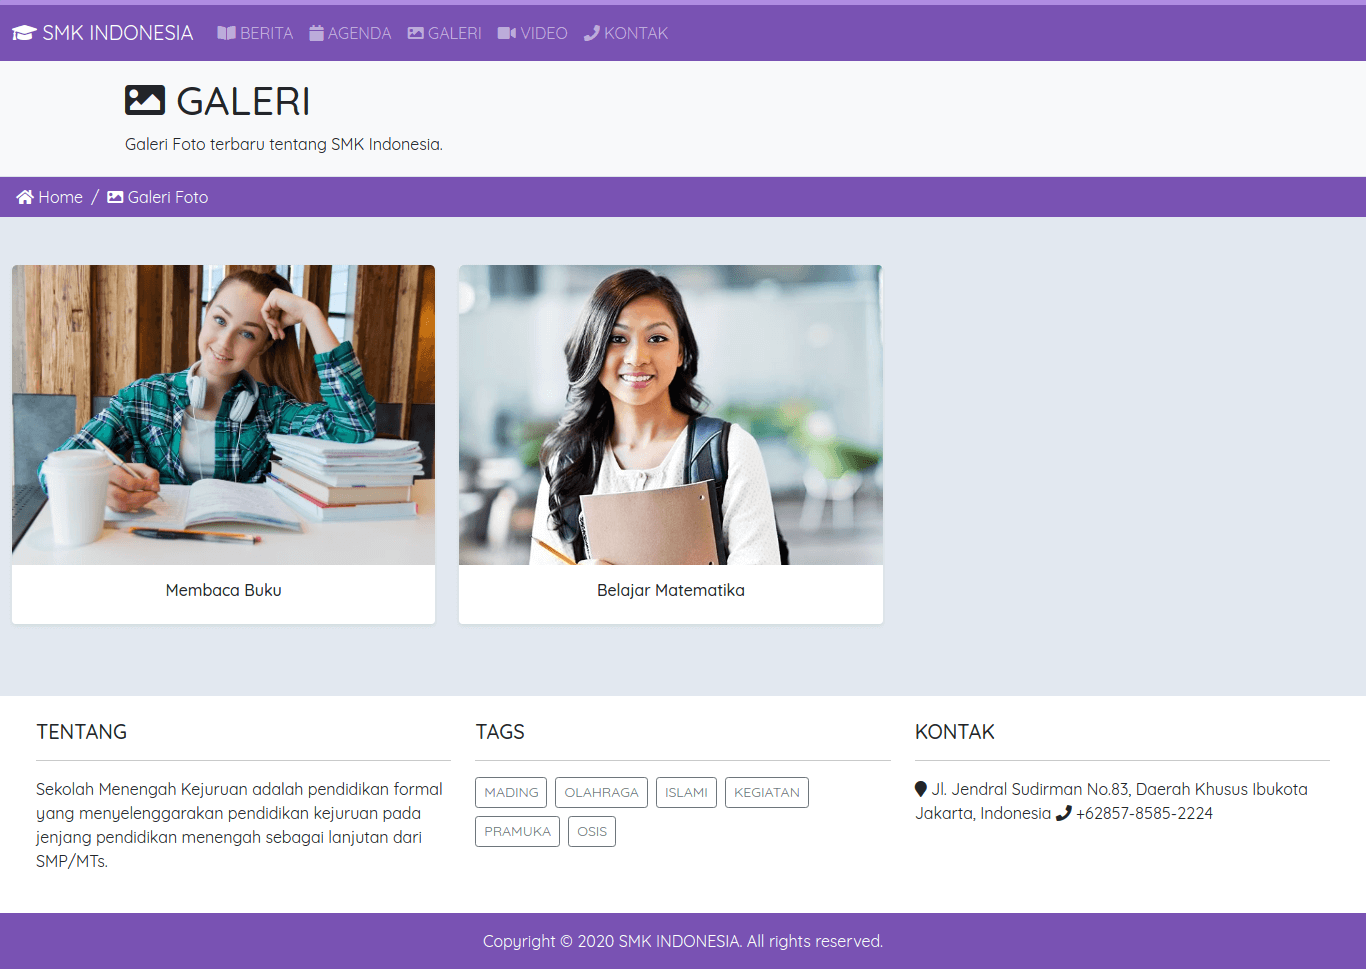 SMK INDONESIA BERITA AGENDA GALERI VIDEO KONTAK
GALERI
Galeri Foto terbaru tentang SMK Indonesia.
Home / Galeri Foto
Membaca Buku
Belajar Matematika
TENTANG
Sekolah Menengah Kejuruan adalah pendidikan formal
yang menyelenggarakan pendidikan kejuruan pada
jenjang pendidikan menengah sebagai lanjutan dari
SMP/MTs.
TAGS
MADING OLAHRAGA ISLAMI KEGIATAN
PRAMUKA OSIS
KONTAK
Jl. Jendral Sudirman No.83, Daerah Khusus Ibukota
Jakarta, Indonesia +62857-8585-2224
Copyright © 2020 SMK INDONESIA. All rights reserved.